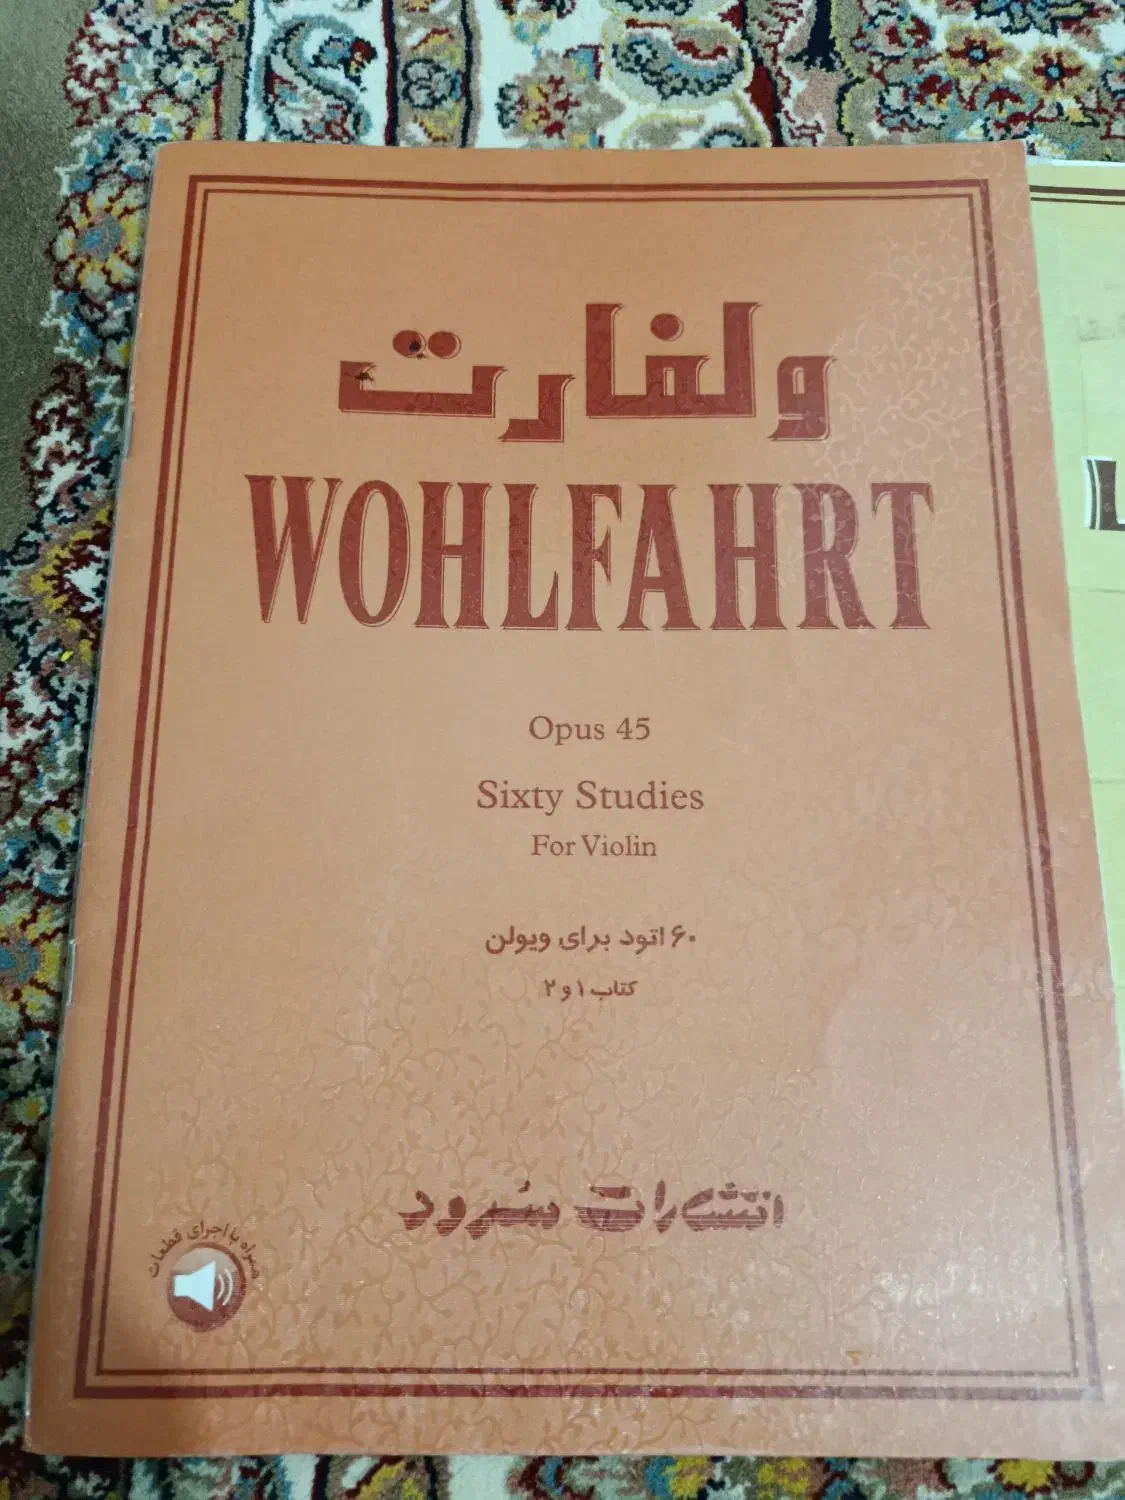 ولفارت
WOHLFAHRT
Opus 45
Sixty Studies
For Violin
۶۰ اتود برای ویولن
کتاب ۱ و ۲
انتشارات سُرود
همراه با اجرای قطعات